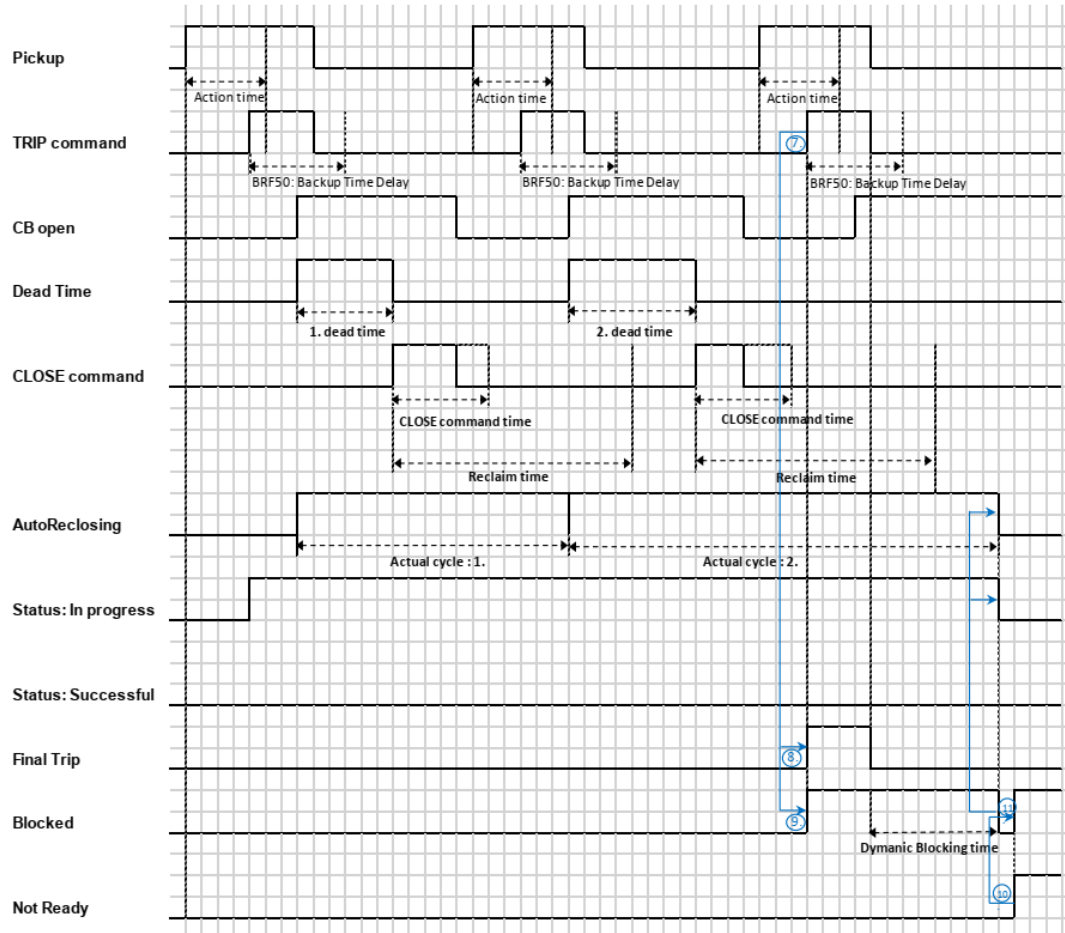 Pickup
Action time
Action time
Action time
TRIP command
7.
BRF50: Backup Time Delay
BRF50: Backup Time Delay
BRF50: Backup Time Delay
CB open
Dead Time
1. dead time
2. dead time
CLOSE command
CLOSE command time
CLOSE command time
Reclaim time
Reclaim time
AutoReclosing
Actual cycle : 1.
Actual cycle : 2.
Status: In progress
Status: Successful
Final Trip
8.
Blocked
9.
11
Dymanic Blocking time
Not Ready
10